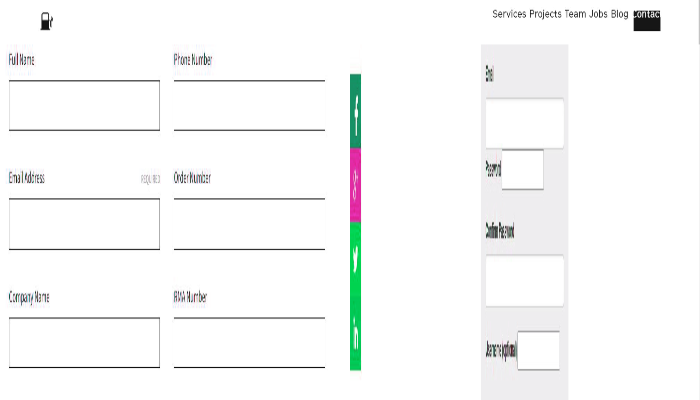 Services Projects Team Jobs Blog Contact
Full Name
Phone Number
Email Address
REQUIRED
Order Number
Company Name
RMA Number
Email
Password
Confirm Password
Username (optional)